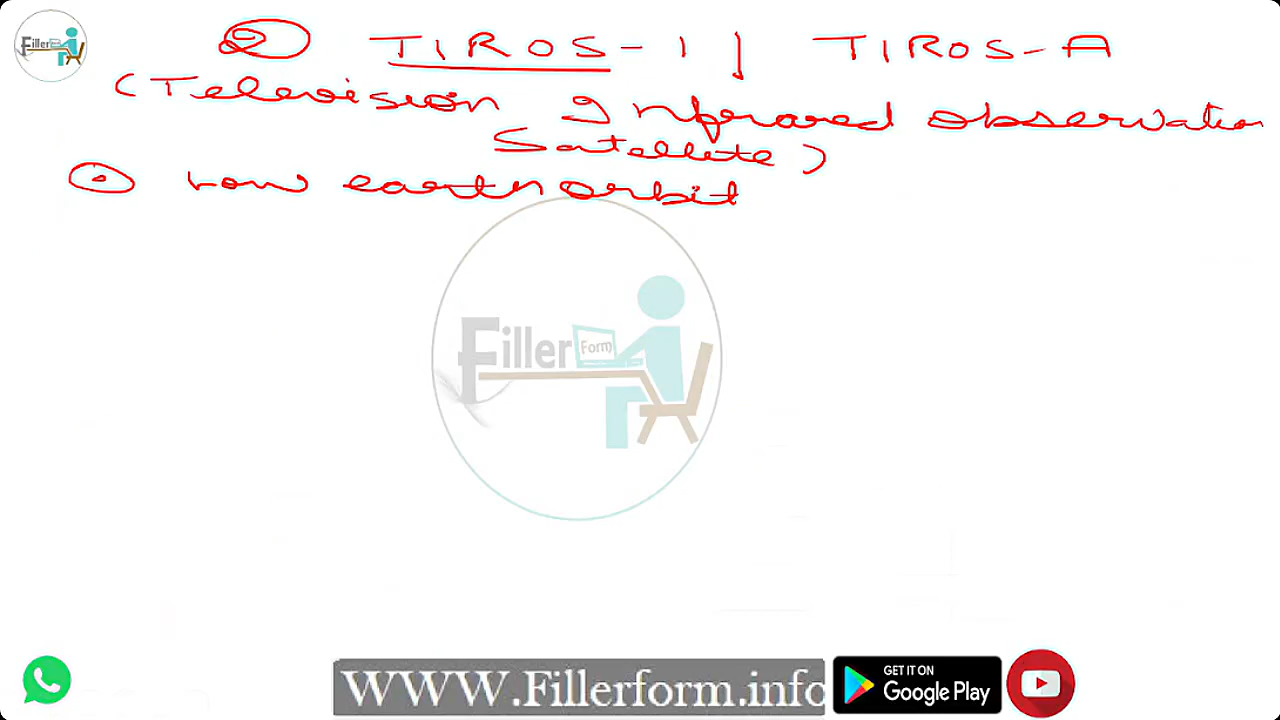 Filler
② TIROS-1 | TIROS-A
(Television Infrared observation
Satellite)
⊙ Low earth orbit
Filler Form
WWW.Fillerform.info
GET IT ON
Google Play